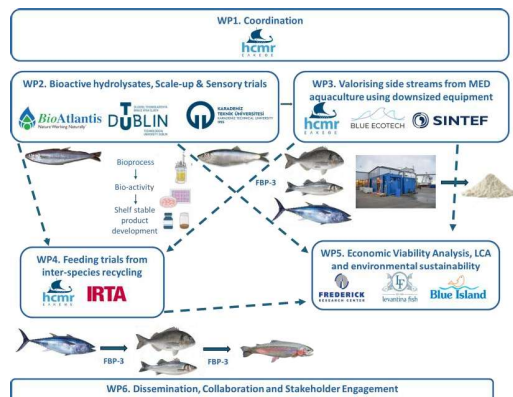 WP1. Coordination
hcmr
ΕΛΚΕΘΕ
WP2. Bioactive hydrolysates, Scale-up & Sensory trials
BioAtlantis
Nature Working Naturally
DUBLIN
KARADENİZ
TEKNİK ÜNİVERSİTESİ
WP3. Valorising side streams from MED
aquaculture using downsized equipment
hcmr
ΕΛΚΕΘΕ
BLUE ECOTECH
SINTEF
Bioprocess
Bio-activity
Shelf stable
product
development
FBP-3
WP4. Feeding trials from
inter-species recycling
hcmr
ΕΛΚΕΘΕ
IRTA
WP5. Economic Viability Analysis, LCA
and environmental sustainability
FREDERICK
RESEARCH CENTER
LF
levantina fish
Blue Island
FBP-3
FBP-3
WP6. Dissemination, Collaboration and Stakeholder Engagement